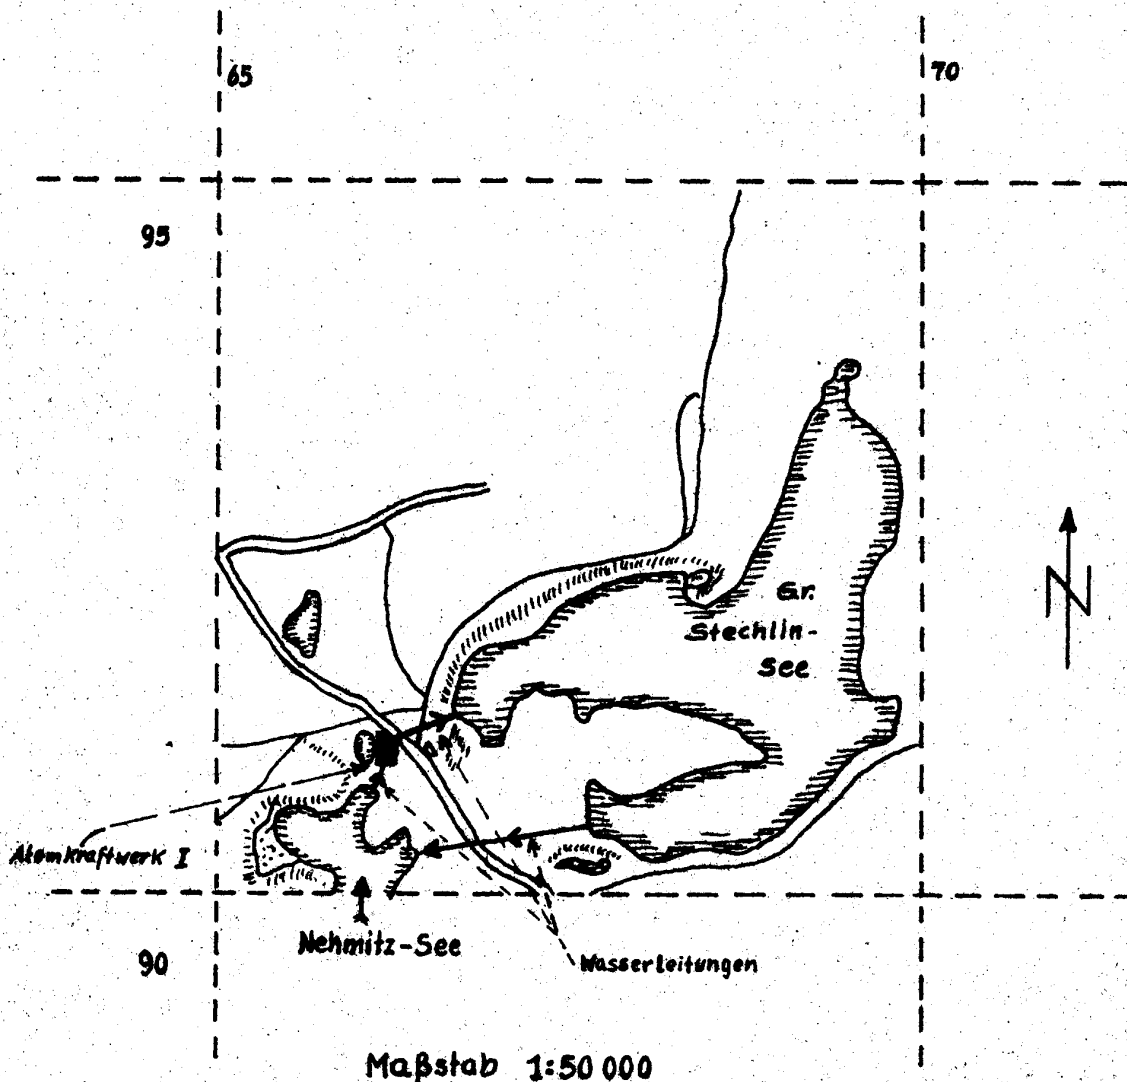 65
70
95
Gr.
Stechlin-
See
Atomkraftwerk I
N
Nehmitz-See
90
Wasserleitungen
Maßstab 1:50 000